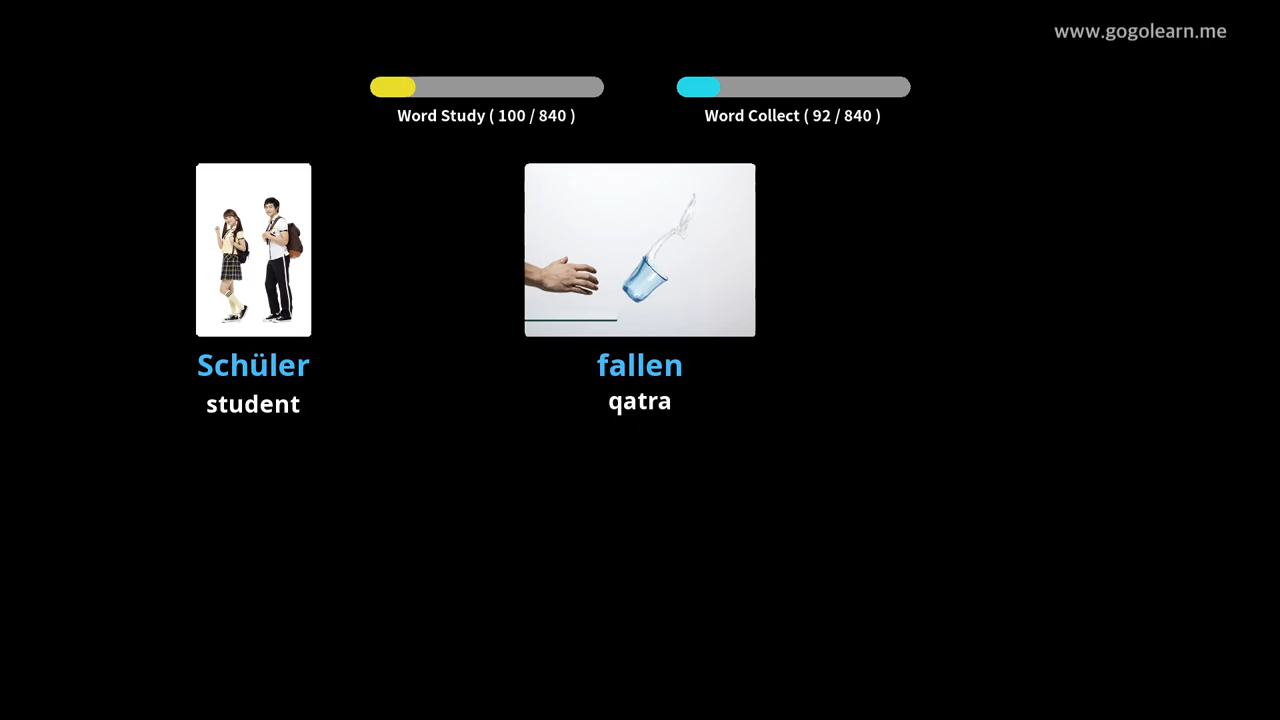 www.gogolearn.me
Word Study ( 100 / 840 )
Word Collect ( 92 / 840 )
Schüler
student
fallen
qatra